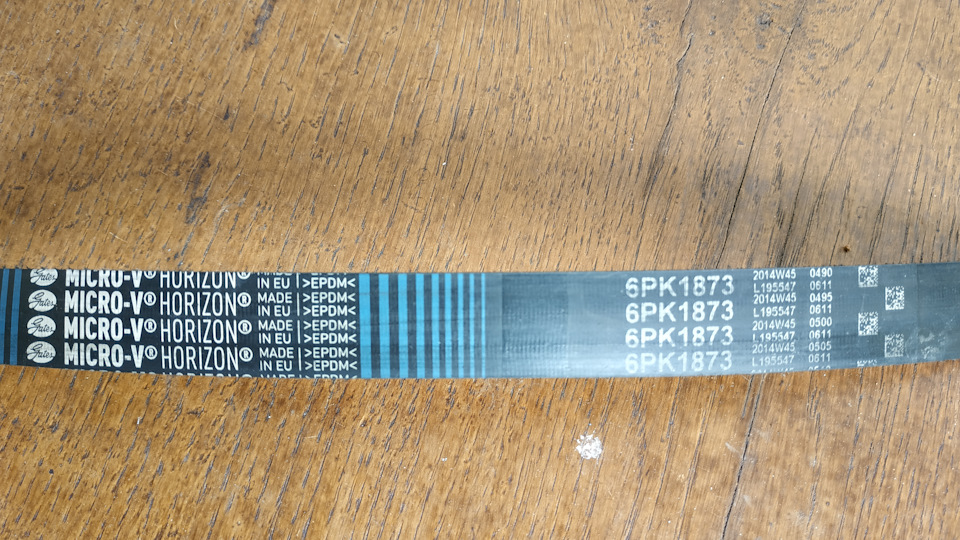 Gates MICRO-V® HORIZON® MADE IN EU >EPDM< 6PK1873 2014W45 0490
L195547 0611
Gates MICRO-V® HORIZON® MADE IN EU >EPDM< 6PK1873 2014W45 0495
L195547 0611
Gates MICRO-V® HORIZON® MADE IN EU >EPDM< 6PK1873 2014W45 0500
L195547 0611
Gates MICRO-V® HORIZON® MADE IN EU >EPDM< 6PK1873 2014W45 0505
L195547 0611